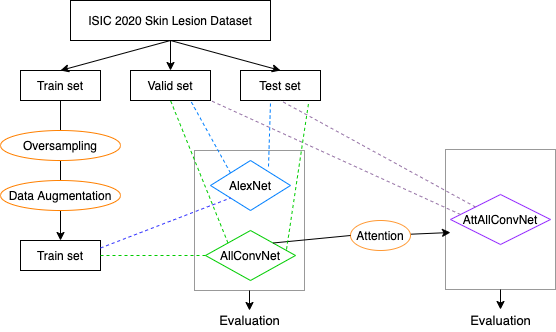 ISIC 2020 Skin Lesion Dataset
Train set
Valid set
Test set
Oversampling
AlexNet
Data Augmentation
AttAllConvNet
Attention
Train set
AllConvNet
Evaluation
Evaluation